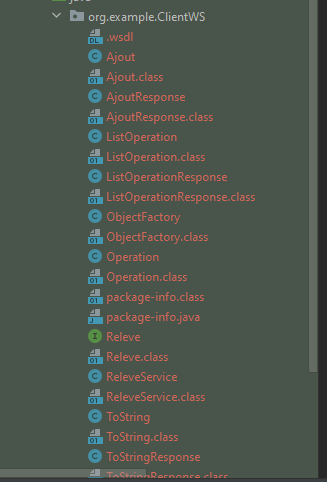 org.example.ClientWS
.wsdl
Ajout
Ajout.class
AjoutResponse
AjoutResponse.class
ListOperation
ListOperation.class
ListOperationResponse
ListOperationResponse.class
ObjectFactory
ObjectFactory.class
Operation
Operation.class
package-info.class
package-info.java
Releve
Releve.class
ReleveService
ReleveService.class
ToString
ToString.class
ToStringResponse
ToStringResponse.class